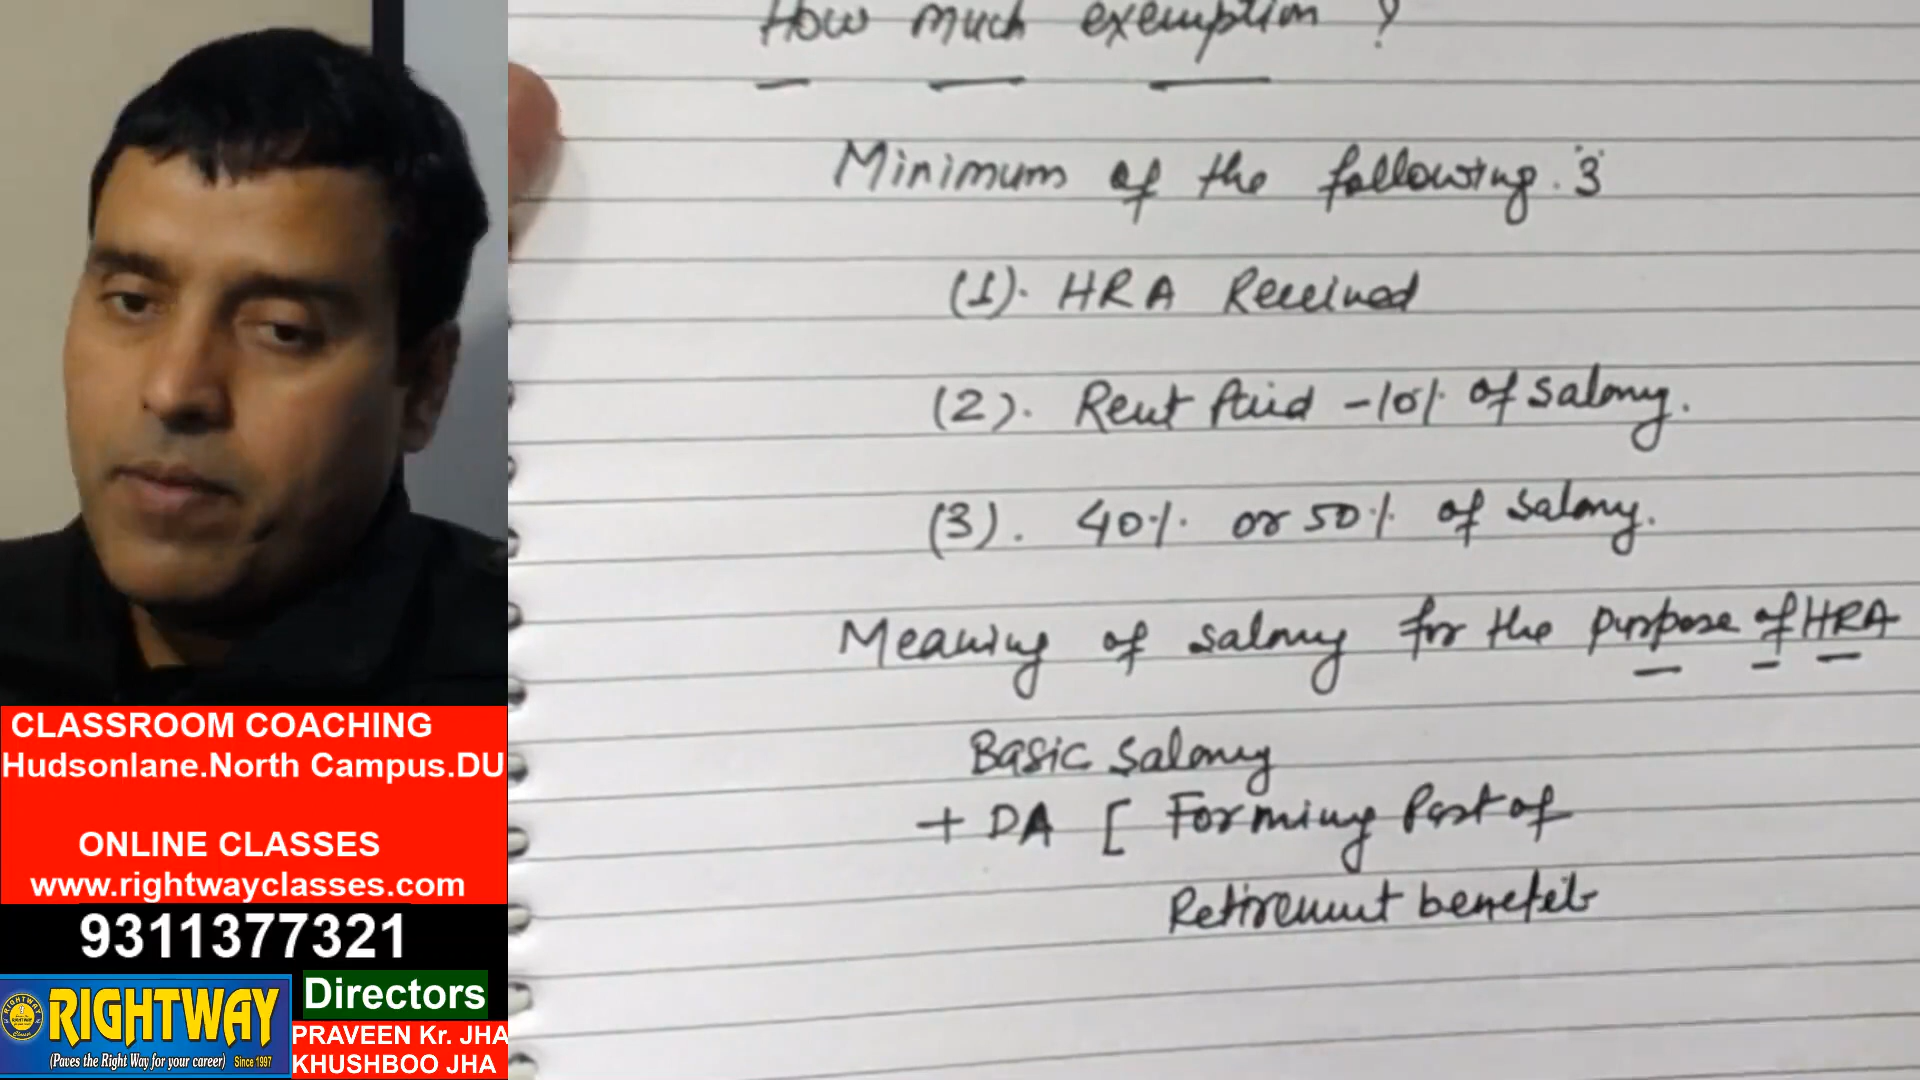 How much exemption ?
Minimum of the following. 3
(1). HRA Received
(2). Rent Paid - 10% of salary.
(3). 40% or 50% of salary.
Meaning of salary for the purpose of HRA
Basic salary
+ DA [ Forming Part of
Retirement benefits
CLASSROOM COACHING
Hudsonlane.North Campus.DU
ONLINE CLASSES
www.rightwayclasses.com
9311377321
RIGHTWAY
(Paves the Right Way for your career) Since 1997
Directors
PRAVEEN Kr. JHA
KHUSHBOO JHA